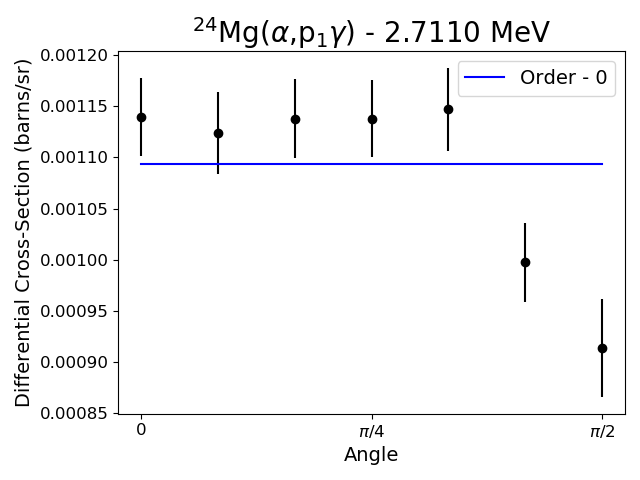 ²⁴Mg(α,p₁γ) - 2.7110 MeV
Order - 0
Differential Cross-Section (barns/sr)
0.00120
0.00115
0.00110
0.00105
0.00100
0.00095
0.00090
0.00085
0 π/4 π/2
Angle